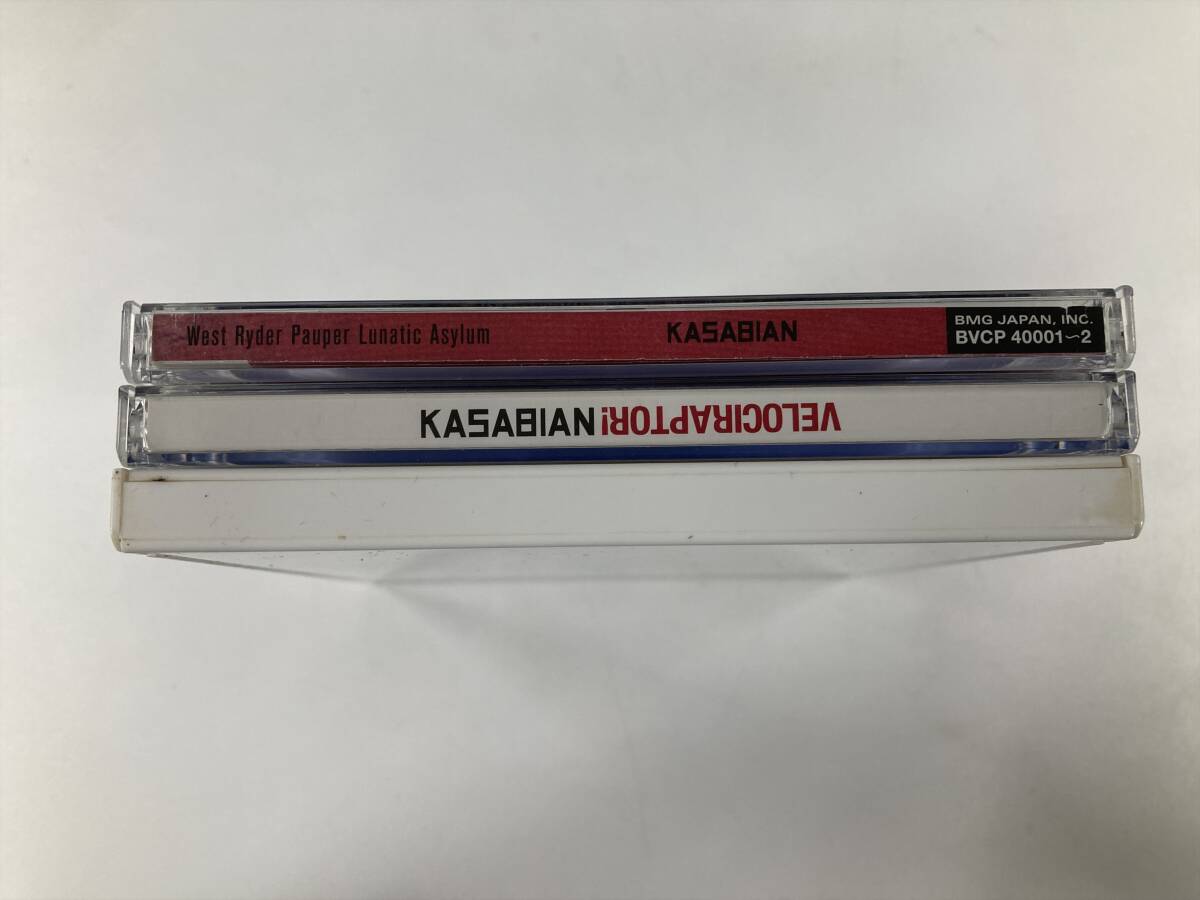 West Ryder Pauper Lunatic Asylum KASABIAN BMG JAPAN, INC.
BVCP 40001~2
KASABIAN VELOCIRAPTOR!